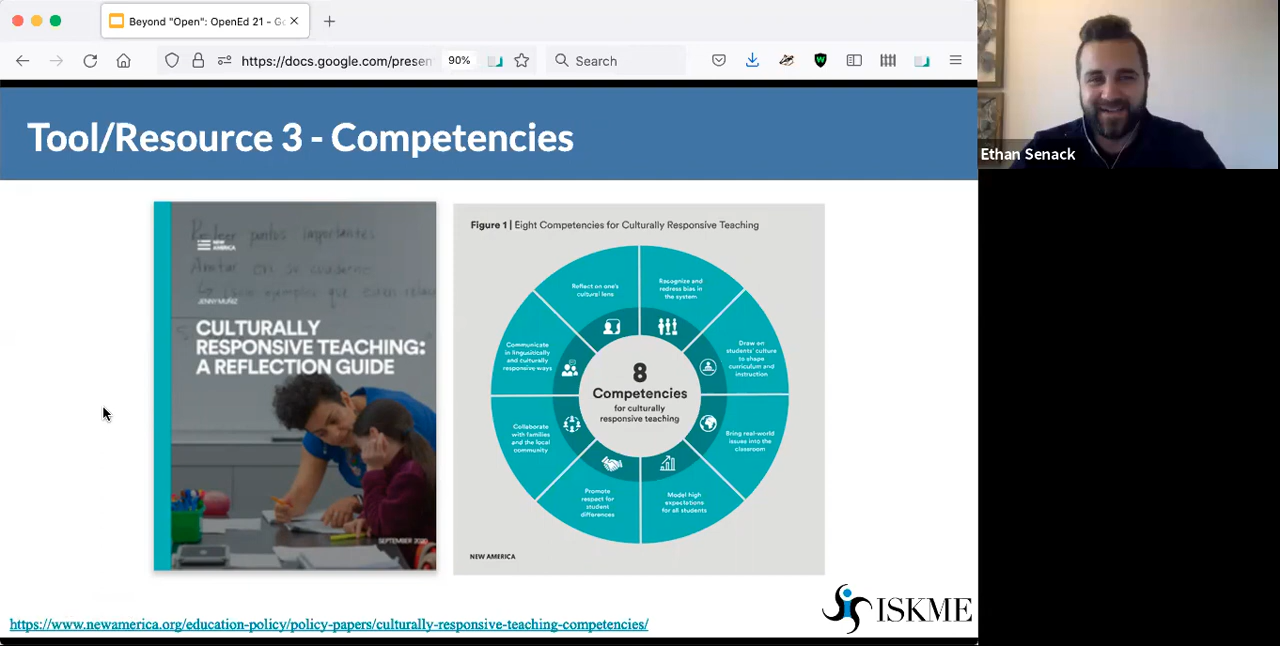 Beyond "Open": OpenEd 21 - Go
https://docs.google.com/presen
90%
Search
Ethan Senack
Tool/Resource 3 - Competencies
NEW
AMERICA
JENNY MUÑIZ
CULTURALLY
RESPONSIVE TEACHING:
A REFLECTION GUIDE
SEPTEMBER 2020
Figure 1 | Eight Competencies for Culturally Responsive Teaching
Reflect on one's
cultural lens
Recognize and
redress bias in
the system
Draw on
students' culture
to shape
curriculum and
instruction
Bring real-world
issues into the
classroom
Model high
expectations
for all students
Promote
respect for
student
differences
Collaborate
with families
and the local
community
Communicate
in linguistically
and culturally
responsive ways
8
Competencies
for culturally
responsive teaching
NEW AMERICA
https://www.newamerica.org/education-policy/policy-papers/culturally-responsive-teaching-competencies/
ISKME